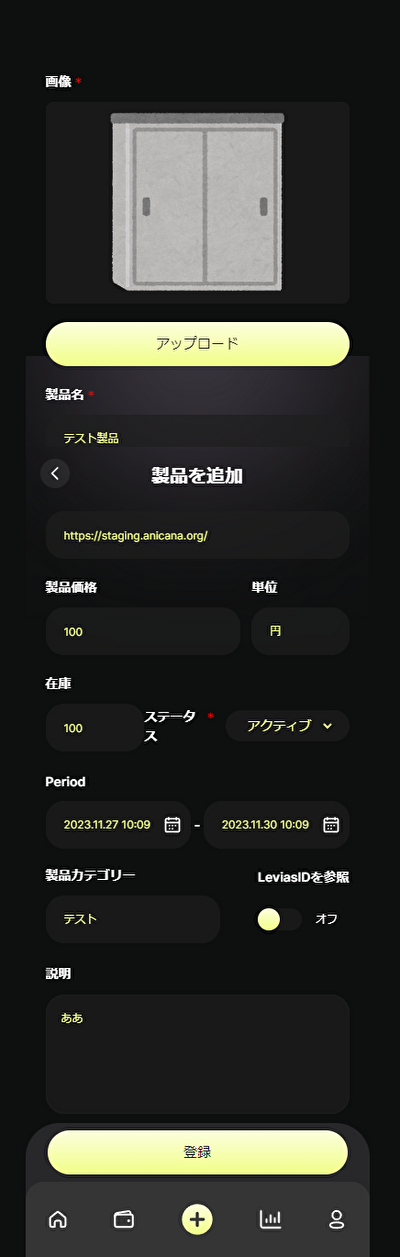 画像 *
アップロード
製品名 *
テスト製品
製品を追加
https://staging.anicana.org/
製品価格 単位
100 円
在庫
100 ステータス * アクティブ
Period
2023.11.27 10:09 - 2023.11.30 10:09
製品カテゴリー LeviasIDを参照
テスト オフ
説明
ああ
登録